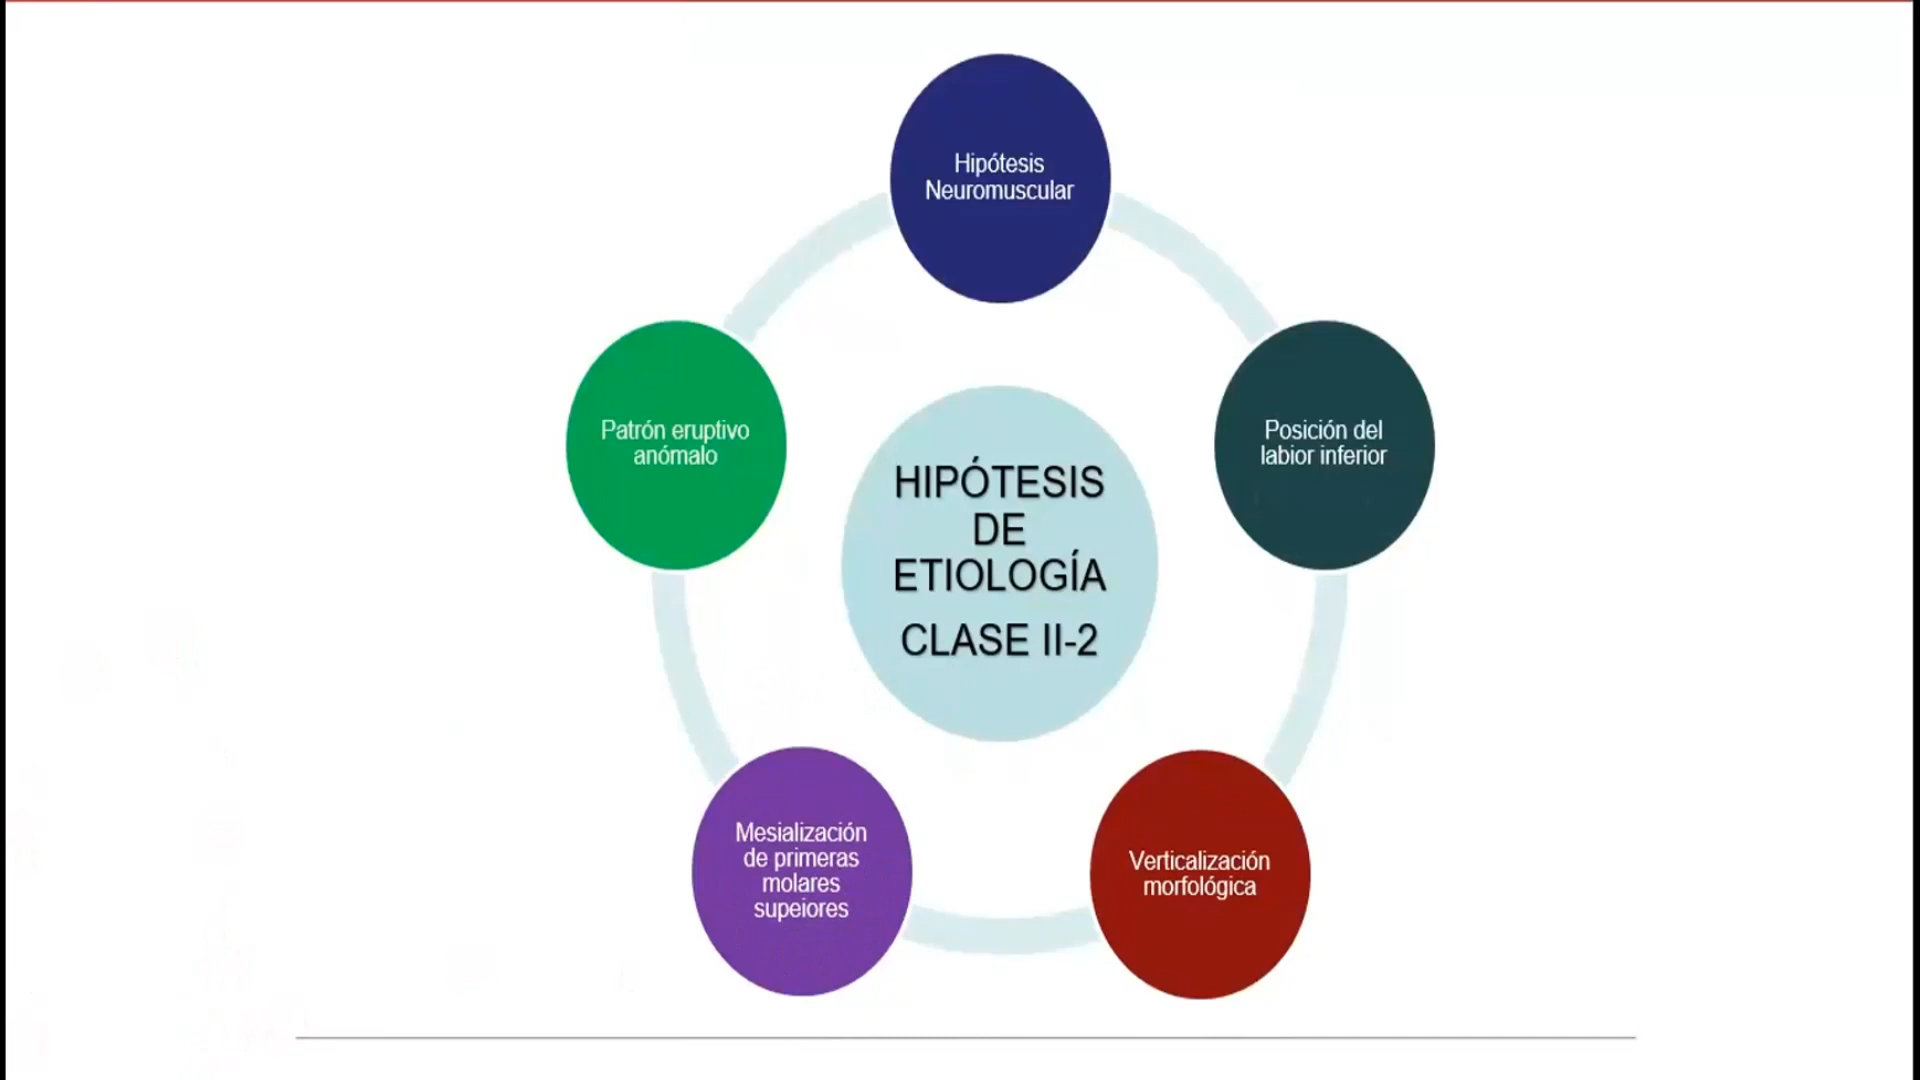 Hipótesis
Neuromuscular
Patrón eruptivo
anómalo
Posición del
labior inferior
HIPÓTESIS
DE
ETIOLOGÍA
CLASE II-2
Mesialización
de primeras
molares
supeiores
Verticalización
morfológica